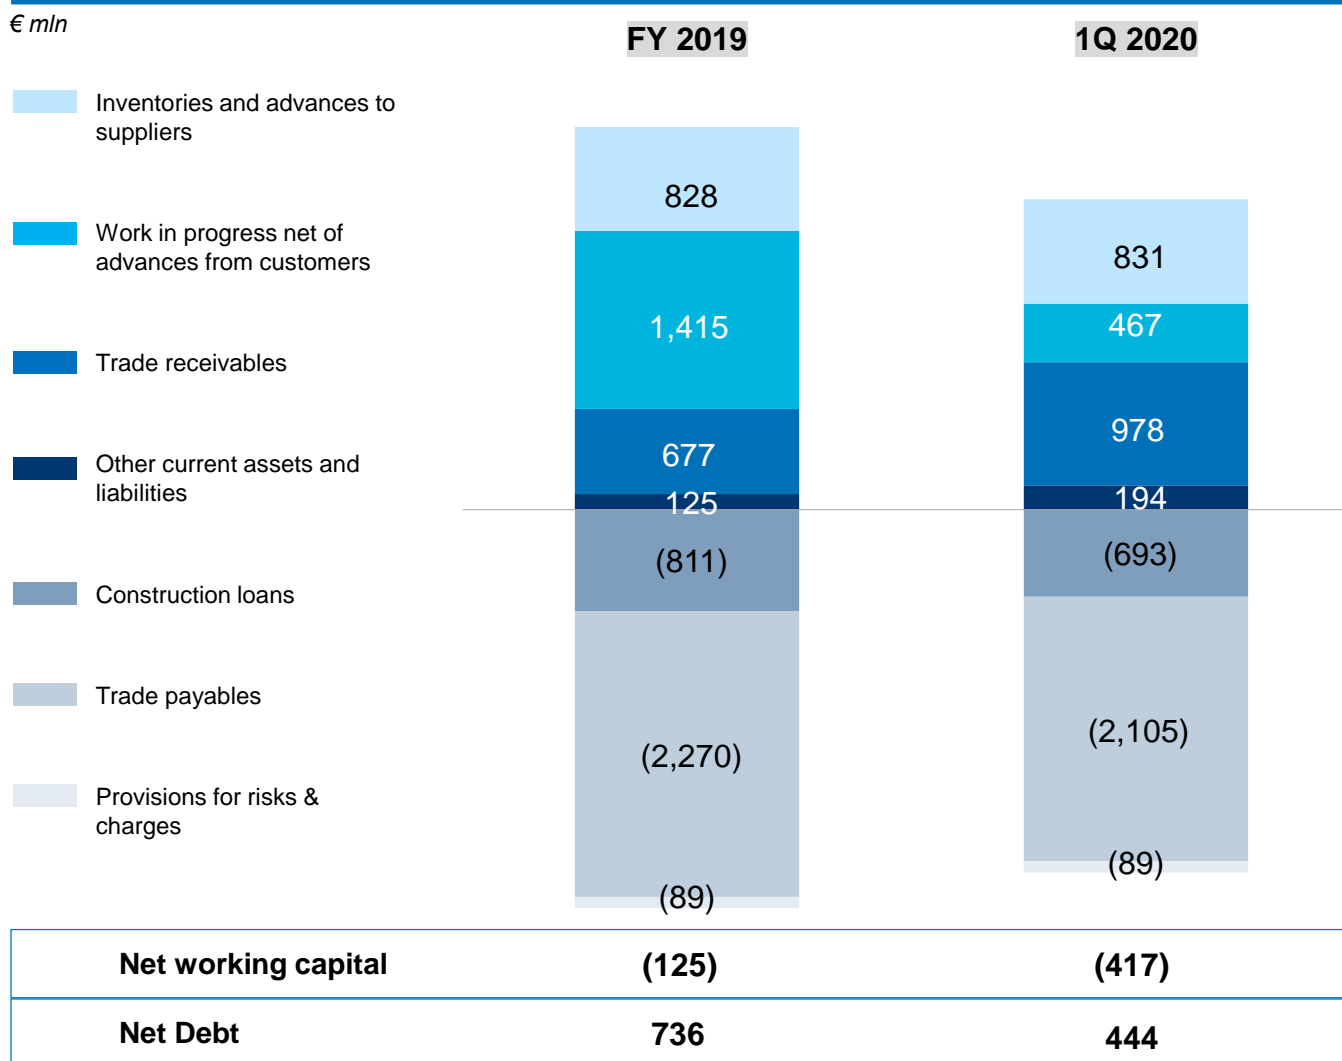 € mln
FY 2019
1Q 2020
Inventories and advances to
suppliers
828
831
Work in progress net of
advances from customers
1,415
467
Trade receivables
677
978
Other current assets and
liabilities
125
194
Construction loans
(811)
(693)
Trade payables
(2,270)
(2,105)
Provisions for risks &
charges
(89)
(89)
Net working capital
(125)
(417)
Net Debt
736
444